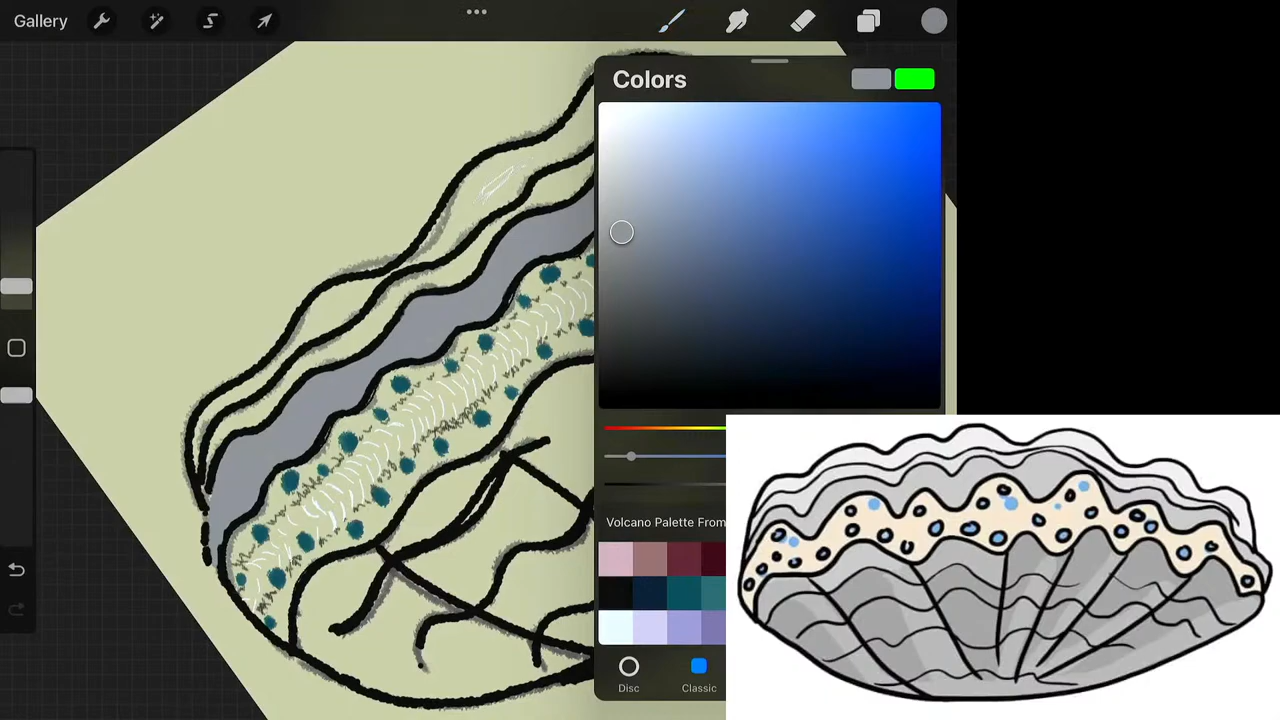 Gallery
Colors
Volcano Palette From
Disc
Classic